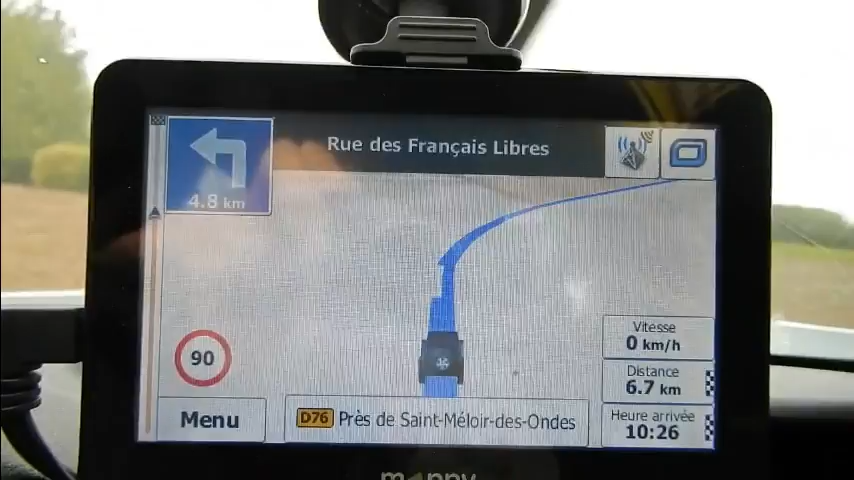 Rue des Français Libres
4.8 km
90
Vitesse
0 km/h
Distance
6.7 km
Menu
D76 Près de Saint-Méloir-des-Ondes
Heure arrivée
10:26